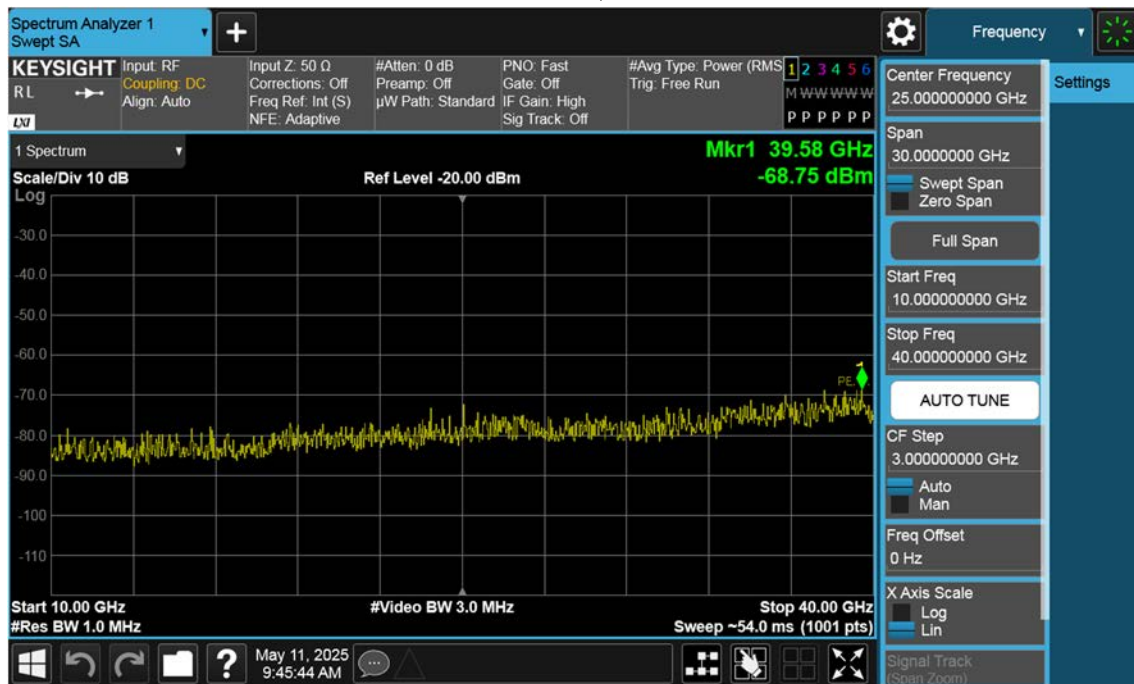 Spectrum Analyzer 1
Swept SA
Frequency
KEYSIGHT
R L
LXI
Input: RF
Coupling: DC
Align: Auto
Input Z: 50 Ω
Corrections: Off
Freq Ref: Int (S)
NFE: Adaptive
#Atten: 0 dB
Preamp: Off
µW Path: Standard
PNO: Fast
Gate: Off
IF Gain: High
Sig Track: Off
#Avg Type: Power (RMS
Trig: Free Run
1 2 3 4 5 6
M W W W W W
P P P P P P
1 Spectrum
Mkr1 39.58 GHz
-68.75 dBm
Scale/Div 10 dB
Ref Level -20.00 dBm
Log
-30.0
-40.0
-50.0
-60.0
-70.0
-80.0
-90.0
-100
-110
1
Start 10.00 GHz
#Video BW 3.0 MHz
Stop 40.00 GHz
#Res BW 1.0 MHz
Sweep ~54.0 ms (1001 pts)
?
May 11, 2025
9:45:44 AM
Center Frequency
25.000000000 GHz
Span
30.0000000 GHz
Swept Span
Zero Span
Full Span
Start Freq
10.000000000 GHz
Stop Freq
40.000000000 GHz
AUTO TUNE
CF Step
3.000000000 GHz
Auto
Man
Freq Offset
0 Hz
X Axis Scale
Log
Lin
Signal Track
(Span Zoom)
Settings